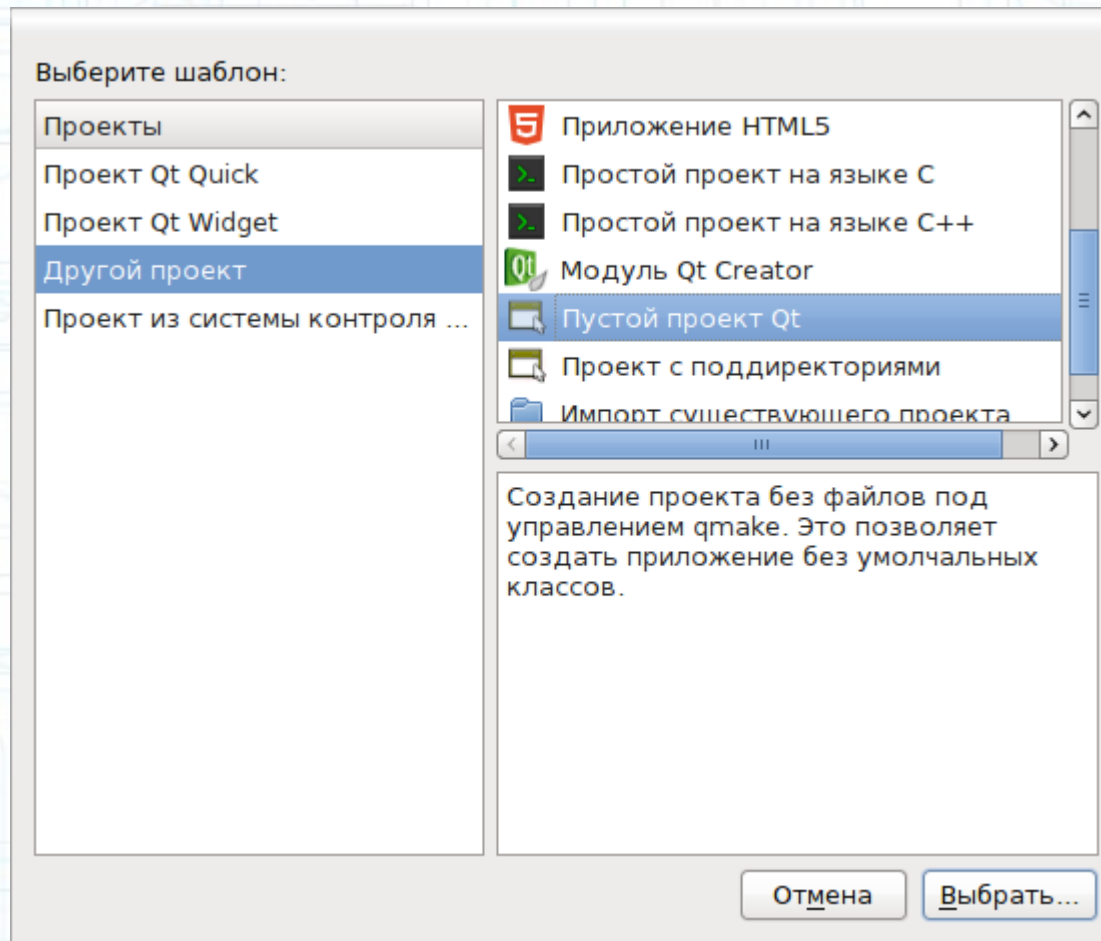 Выберите шаблон:
Проекты
Проект Qt Quick
Проект Qt Widget
Другой проект
Проект из системы контроля ...
Приложение HTML5
Простой проект на языке C
Простой проект на языке C++
Модуль Qt Creator
Пустой проект Qt
Проект с поддиректориями
Импорт существующего проекта
Создание проекта без файлов под
управлением qmake. Это позволяет
создать приложение без умолчальных
классов.
Отмена
Выбрать...